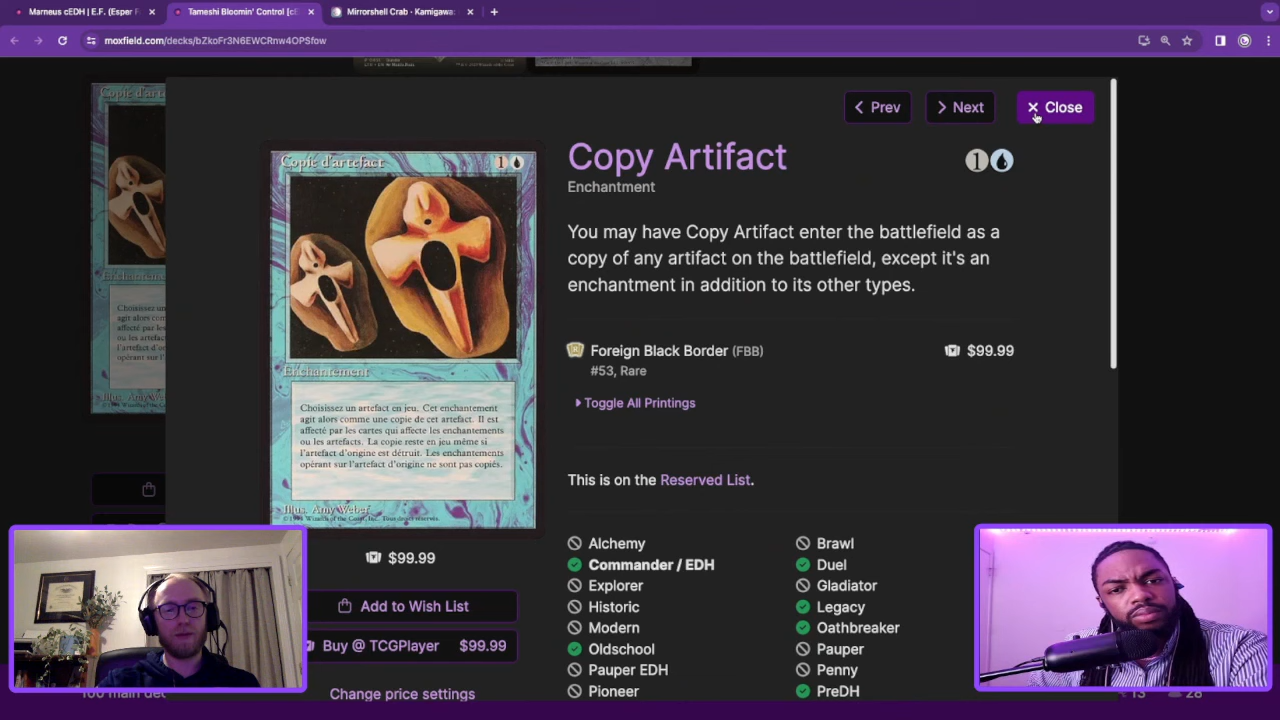 Marneus cEDH | E.F. (Esper F
Tameshi Bloomin' Control [cE
Mirrorshell Crab · Kamigawa:
moxfield.com/decks/bZkoFr3N6EWCRnw4OPSfow
Prev
Next
Close
Copie d'artefact
1
Copy Artifact
1
Enchantment
You may have Copy Artifact enter the battlefield as a
copy of any artifact on the battlefield, except it's an
enchantment in addition to its other types.
Foreign Black Border (FBB)
$99.99
#53, Rare
Toggle All Printings
Enchantement
Choisissez un artefact en jeu. Cet enchantement
agit alors comme une copie de cet artefact. Il est
affecté par les cartes qui affecte les enchantements
ou les artefacts. La copie reste en jeu même si
l'artefact d'origine est détruit. Les enchantements
opérant sur l'artefact d'origine ne sont pas copiés.
Illus. Amy Weber
This is on the Reserved List.
$99.99
Add to Wish List
Buy @ TCGPlayer $99.99
Change price settings
Alchemy
Commander / EDH
Explorer
Historic
Modern
Oldschool
Pauper EDH
Pioneer
Brawl
Duel
Gladiator
Legacy
Oathbreaker
Pauper
Penny
PreDH
28